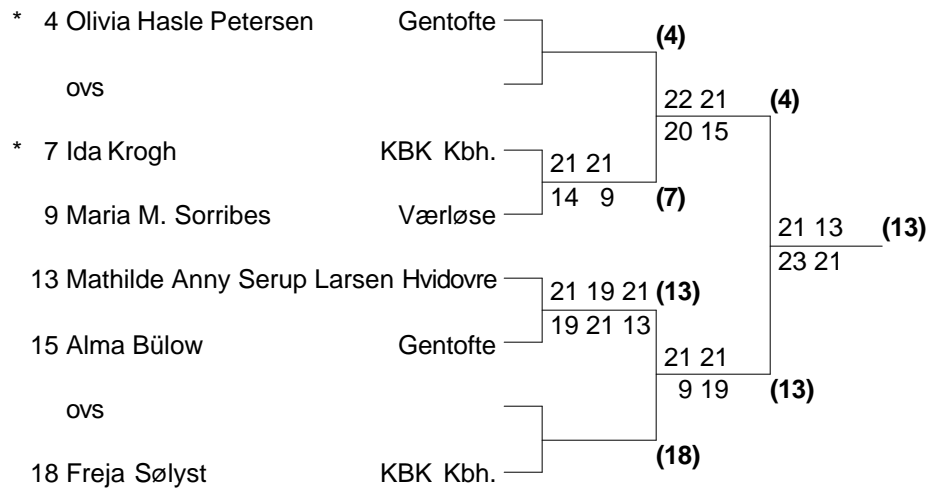 * 4 Olivia Hasle Petersen Gentofte (4)
ovs
22 21 (4)
20 15
* 7 Ida Krogh KBK Kbh.
21 21
14 9 (7)
9 Maria M. Sorribes Værløse
21 13 (13)
23 21
13 Mathilde Anny Serup Larsen Hvidovre
21 19 21 (13)
19 21 13
15 Alma Bülow Gentofte
21 21
9 19 (13)
ovs
(18)
18 Freja Sølyst KBK Kbh.